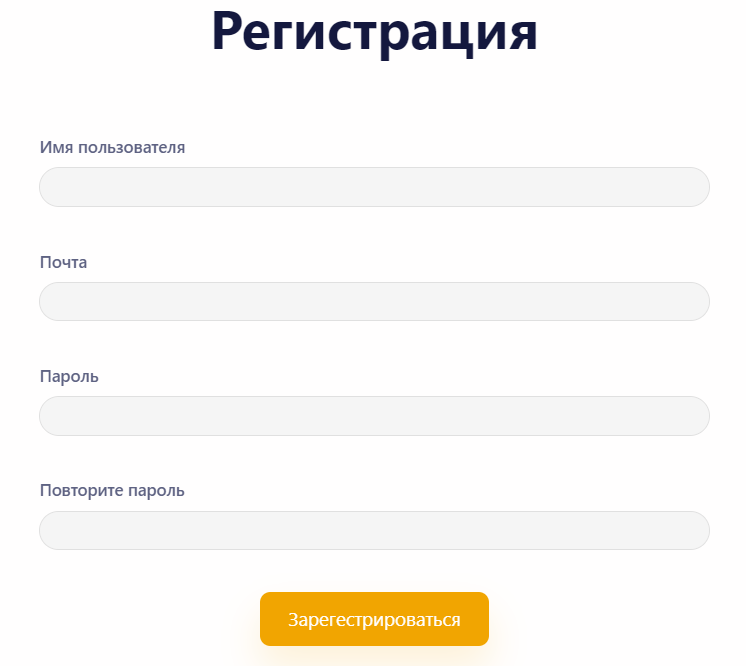 Регистрация
Имя пользователя
Почта
Пароль
Повторите пароль
Зарегестрироваться